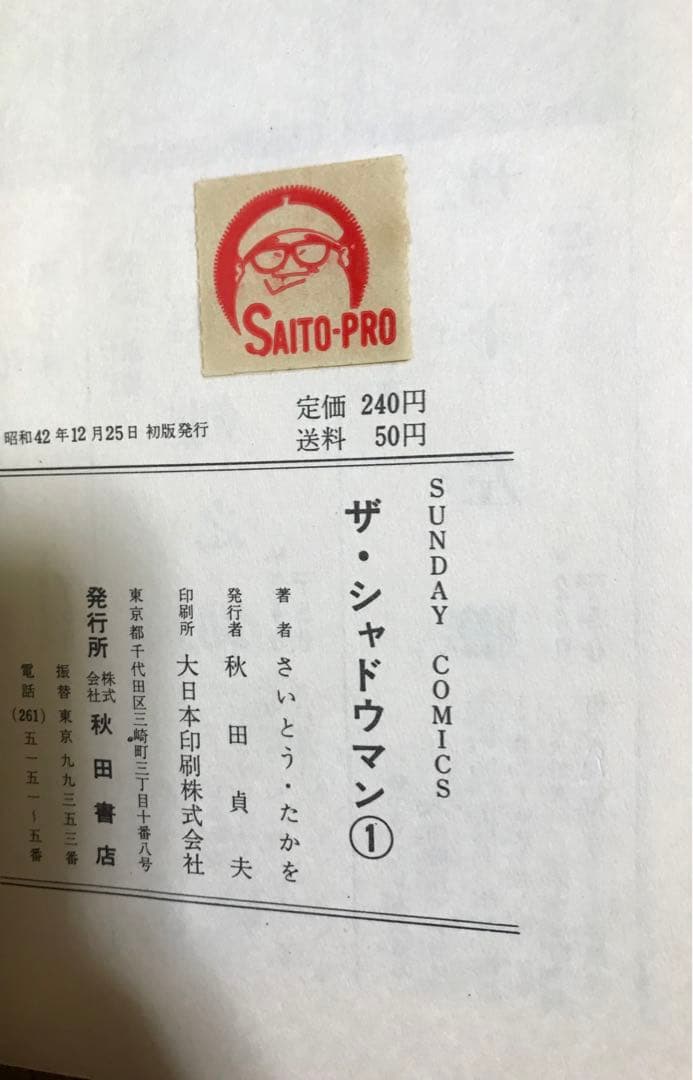 SAITO-PRO
定価 240円
送料 50円
昭和42年12月25日 初版発行
SUNDAY COMICS
ザ・シャドウマン①
著者 さいとう・たかを
発行者 秋田貞夫
印刷所 大日本印刷株式会社
東京都千代田区三崎町三丁目十番八号
発行所 株式会社 秋田書店
振替 東京 九九三五三番
電話 (261) 五一五一〜五番